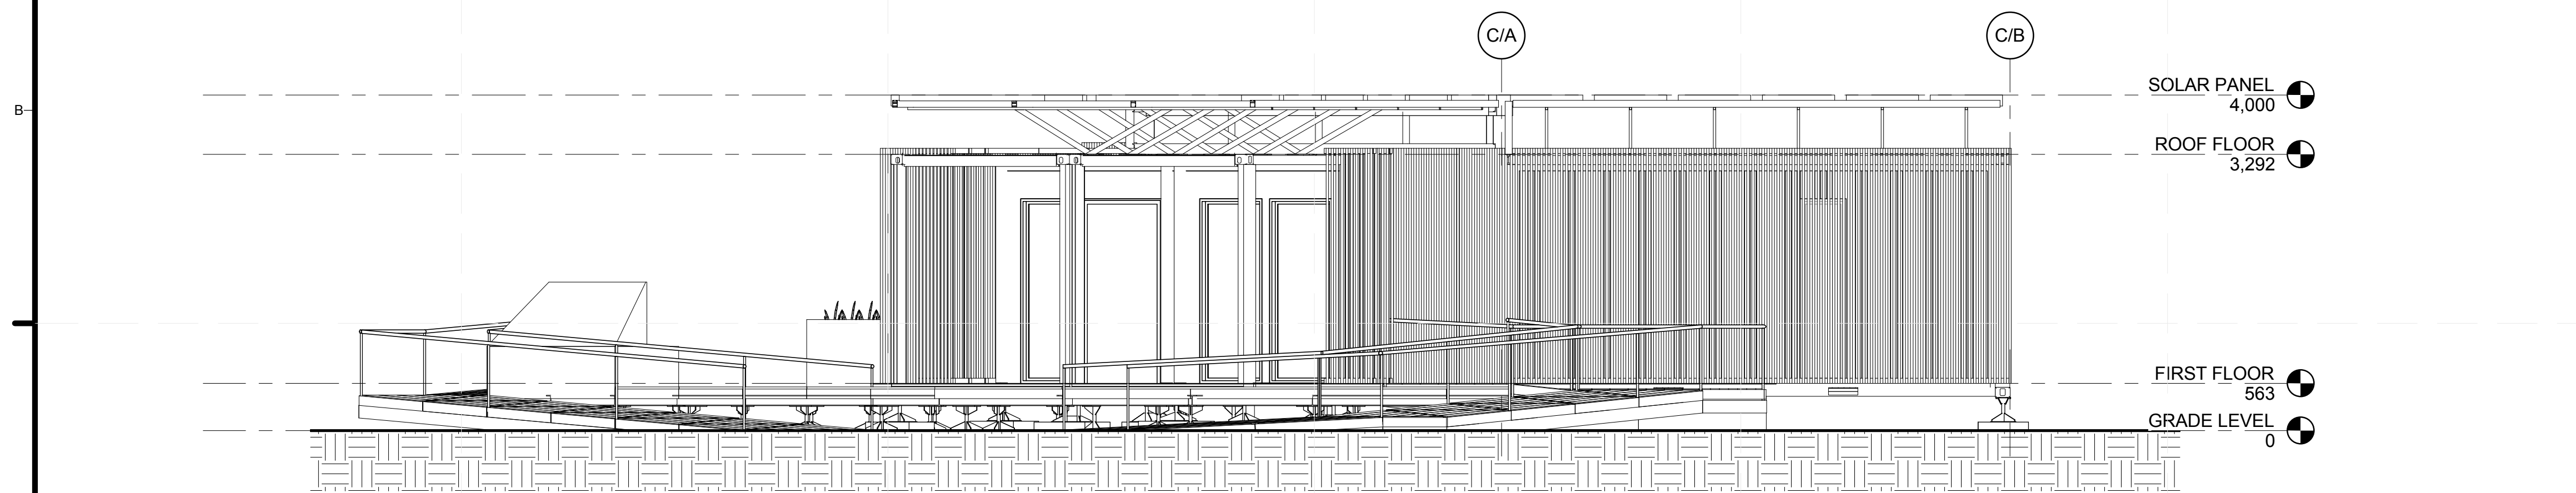 C/A
C/B
B
SOLAR PANEL
4,000
ROOF FLOOR
3,292
FIRST FLOOR
563
GRADE LEVEL
0